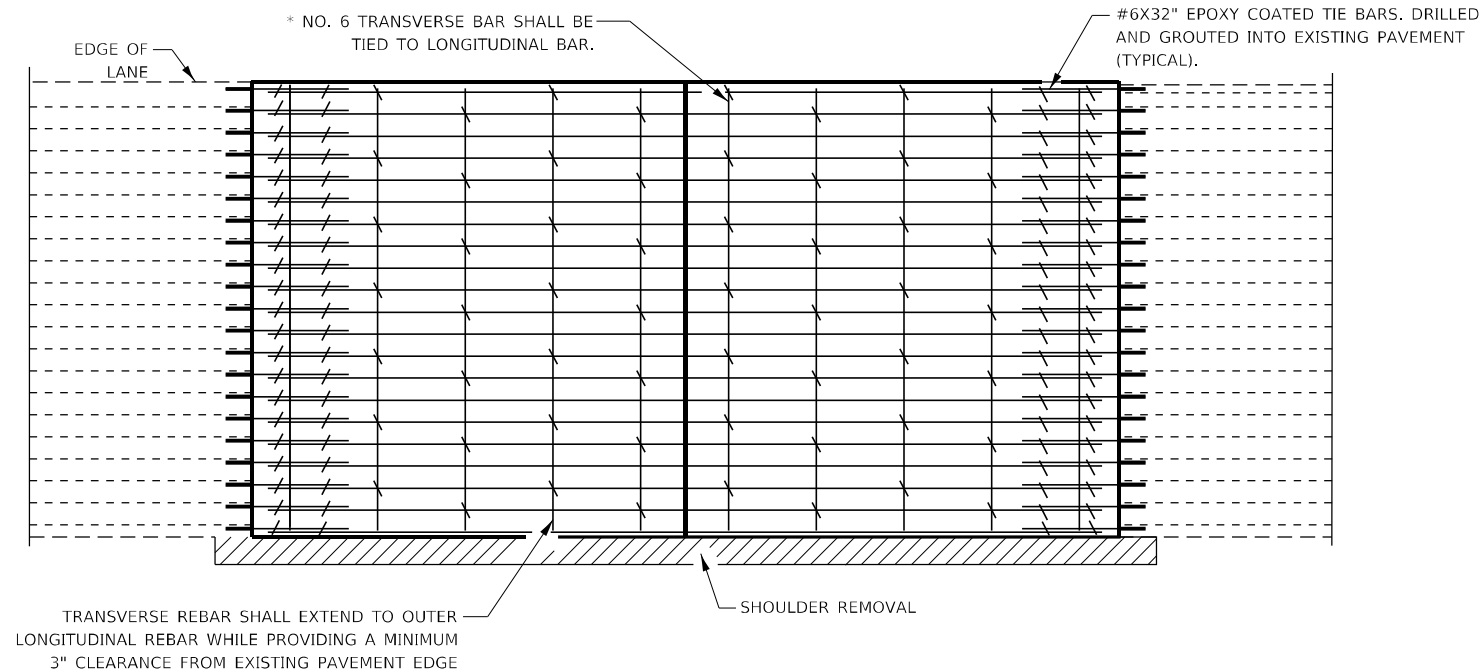 * NO. 6 TRANSVERSE BAR SHALL BE
TIED TO LONGITUDINAL BAR.
#6X32" EPOXY COATED TIE BARS. DRILLED
AND GROUTED INTO EXISTING PAVEMENT
(TYPICAL).
EDGE OF
LANE
SHOULDER REMOVAL
TRANSVERSE REBAR SHALL EXTEND TO OUTER
LONGITUDINAL REBAR WHILE PROVIDING A MINIMUM
3" CLEARANCE FROM EXISTING PAVEMENT EDGE